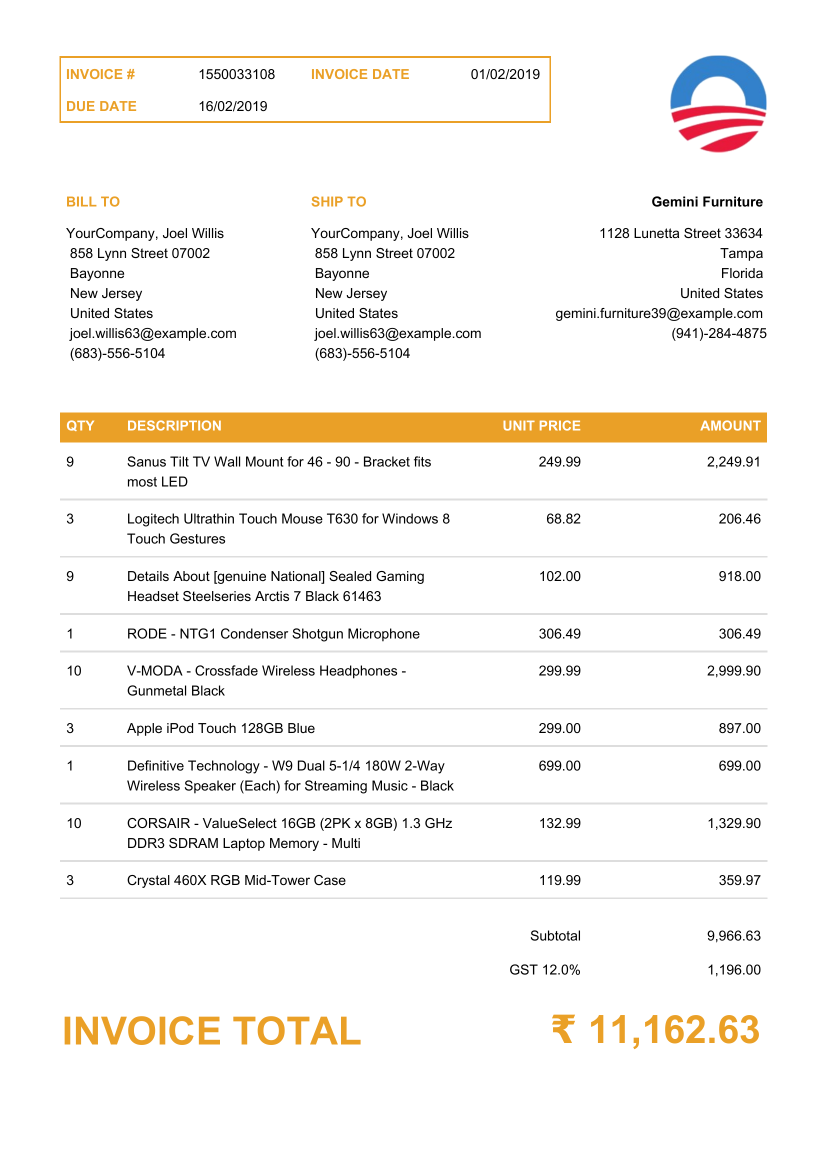 INVOICE # 1550033108 INVOICE DATE 01/02/2019
DUE DATE 16/02/2019
BILL TO SHIP TO Gemini Furniture
YourCompany, Joel Willis YourCompany, Joel Willis 1128 Lunetta Street 33634
858 Lynn Street 07002 858 Lynn Street 07002 Tampa
Bayonne Bayonne Florida
New Jersey New Jersey United States
United States United States gemini.furniture39@example.com
joel.willis63@example.com joel.willis63@example.com (941)-284-4875
(683)-556-5104 (683)-556-5104
QTY DESCRIPTION UNIT PRICE AMOUNT
9 Sanus Tilt TV Wall Mount for 46 - 90 - Bracket fits 249.99 2,249.91
most LED
3 Logitech Ultrathin Touch Mouse T630 for Windows 8 68.82 206.46
Touch Gestures
9 Details About [genuine National] Sealed Gaming 102.00 918.00
Headset Steelseries Arctis 7 Black 61463
1 RODE - NTG1 Condenser Shotgun Microphone 306.49 306.49
10 V-MODA - Crossfade Wireless Headphones - 299.99 2,999.90
Gunmetal Black
3 Apple iPod Touch 128GB Blue 299.00 897.00
1 Definitive Technology - W9 Dual 5-1/4 180W 2-Way 699.00 699.00
Wireless Speaker (Each) for Streaming Music - Black
10 CORSAIR - ValueSelect 16GB (2PK x 8GB) 1.3 GHz 132.99 1,329.90
DDR3 SDRAM Laptop Memory - Multi
3 Crystal 460X RGB Mid-Tower Case 119.99 359.97
Subtotal 9,966.63
GST 12.0% 1,196.00
INVOICE TOTAL ₹ 11,162.63